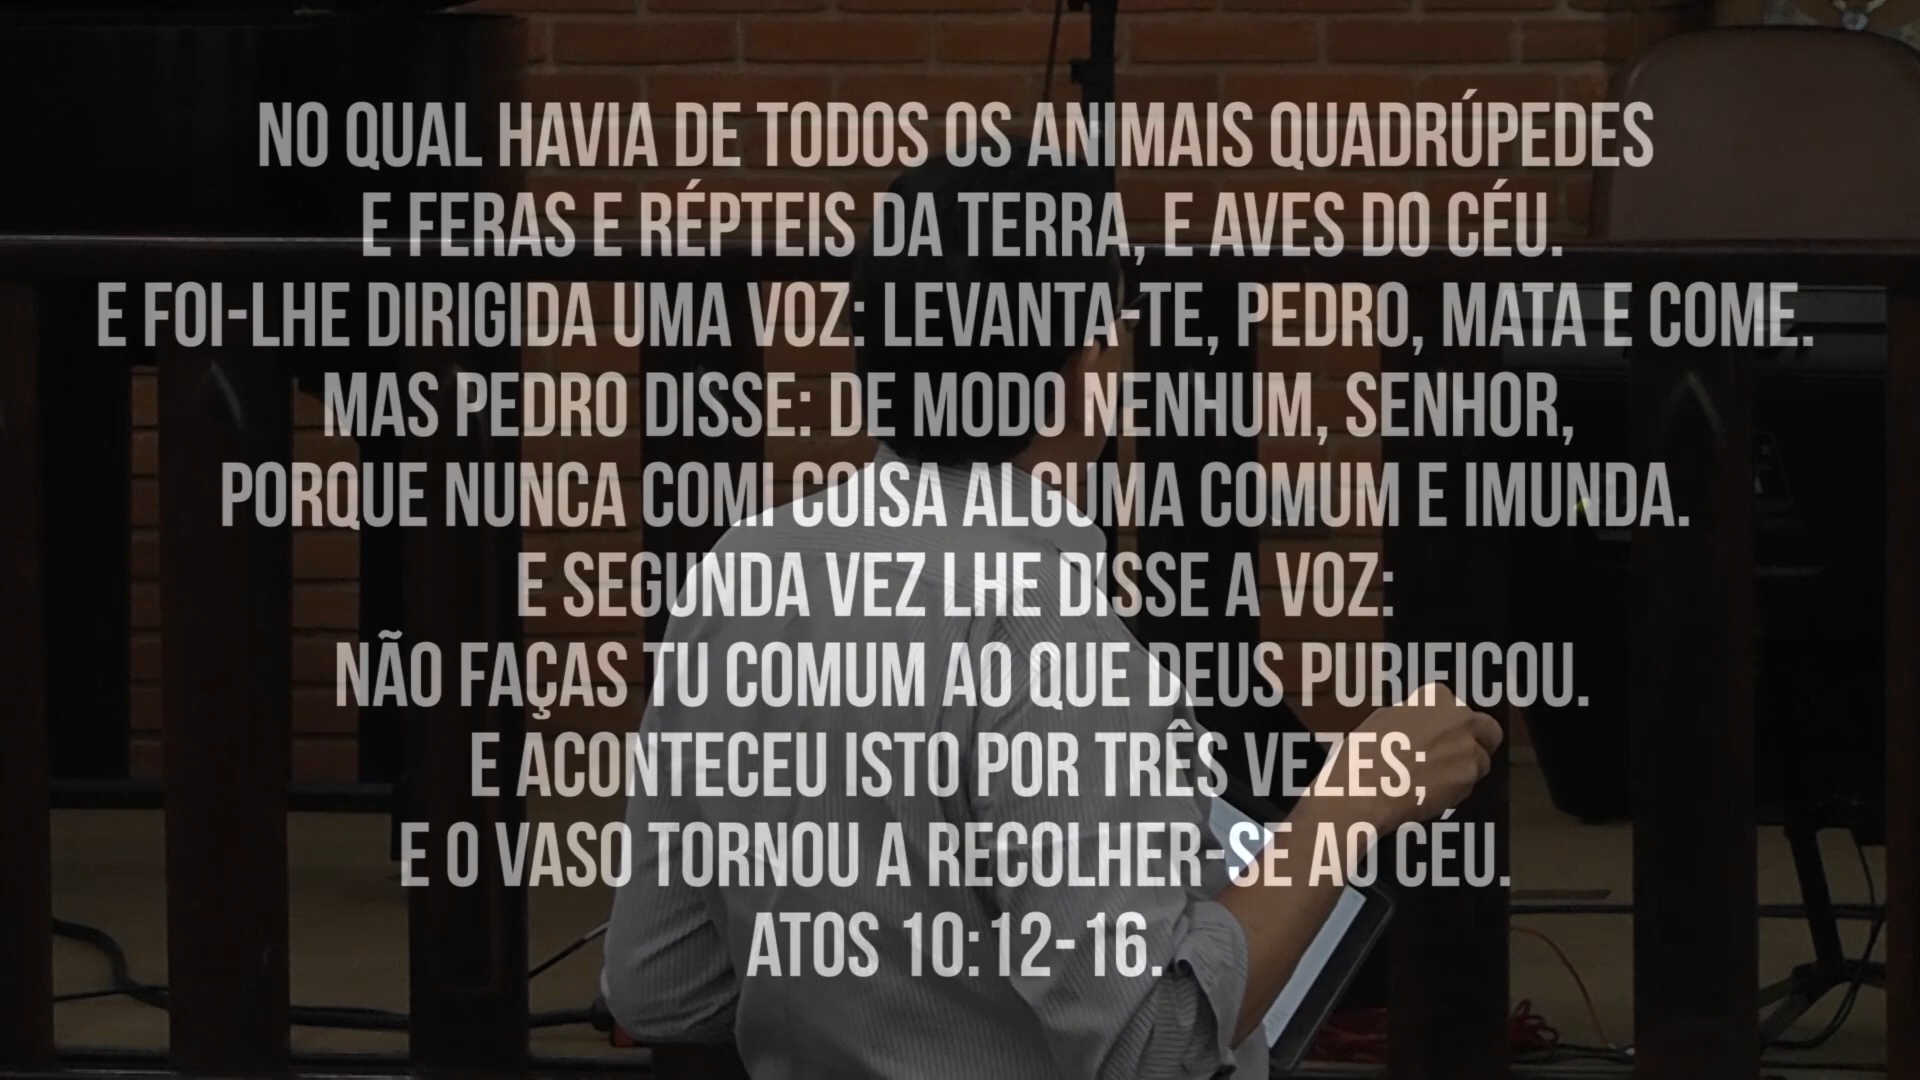 NO QUAL HAVIA DE TODOS OS ANIMAIS QUADRÚPEDES
E FERAS E RÉPTEIS DA TERRA, E AVES DO CÉU.
E FOI-LHE DIRIGIDA UMA VOZ: LEVANTA-TE, PEDRO, MATA E COME.
MAS PEDRO DISSE: DE MODO NENHUM, SENHOR,
PORQUE NUNCA COMI COISA ALGUMA COMUM E IMUNDA.
E SEGUNDA VEZ LHE DISSE A VOZ:
NÃO FAÇAS TU COMUM AO QUE DEUS PURIFICOU.
E ACONTECEU ISTO POR TRÊS VEZES;
E O VASO TORNOU A RECOLHER-SE AO CÉU.
ATOS 10:12-16.